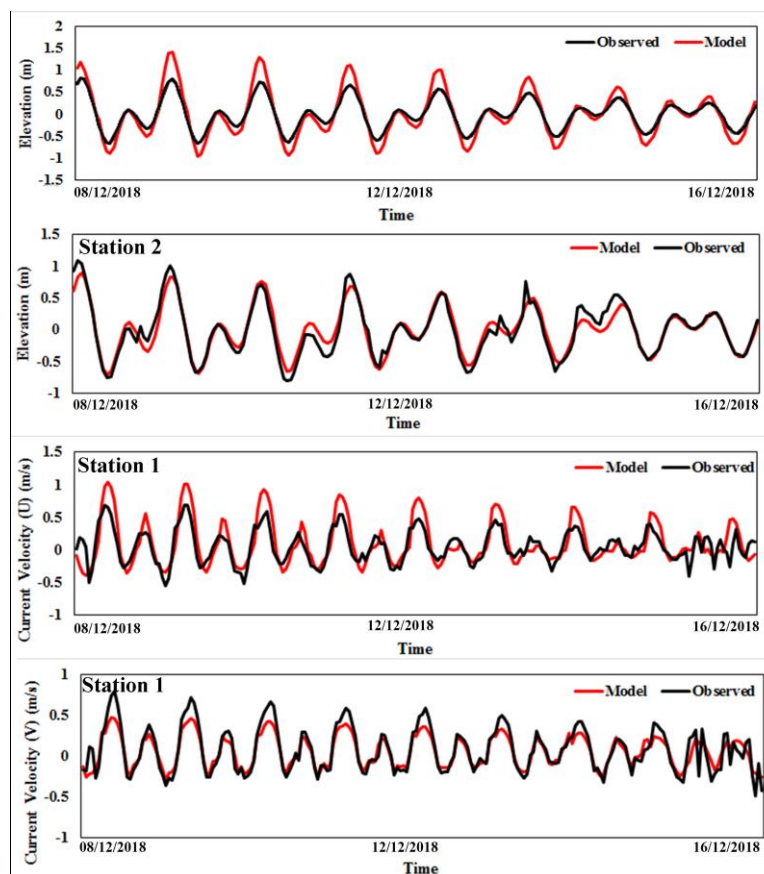 2
Observed Model
1.5
1
0.5
0
-0.5
-1
-1.5
Elevation (m)
08/12/2018 12/12/2018 16/12/2018
Time
1.5
Station 2
Model Observed
1
0.5
0
-0.5
-1
Elevation (m)
08/12/2018 12/12/2018 16/12/2018
Time
1.5
Station 1
Model Observed
1
0.5
0
-0.5
-1
Current Velocity (U) (m/s)
08/12/2018 12/12/2018 16/12/2018
Time
1
Station 1
Model Observed
0.5
0
-0.5
-1
Current Velocity (V) (m/s)
08/12/2018 12/12/2018 16/12/2018
Time